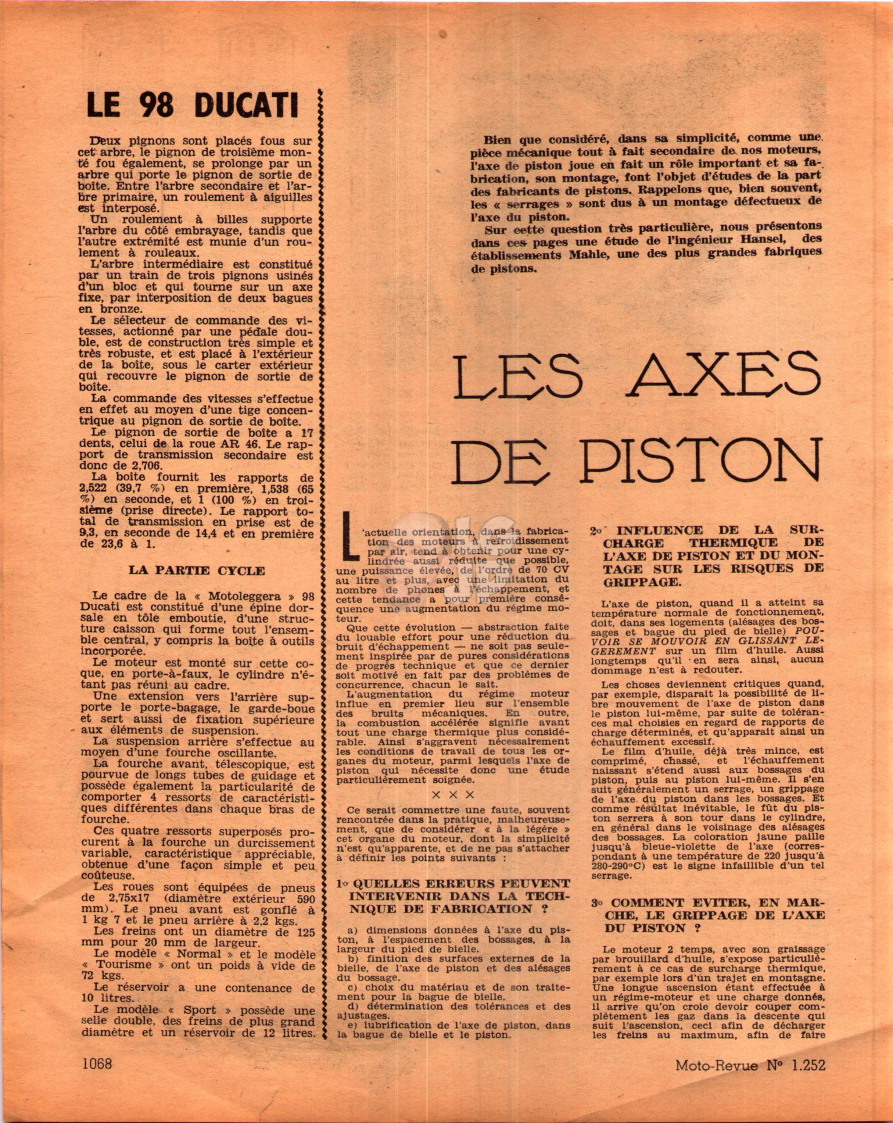 LE 98 DUCATI
Deux pignons sont placés fous sur
cet arbre, le pignon de troisième mon-
té fou également, se prolonge par un
arbre qui porte le pignon de sortie de
boîte. Entre l'arbre secondaire et l'ar-
bre primaire, un roulement à aiguilles
est interposé.
Un roulement à billes supporte
l'arbre du côté embrayage, tandis que
l'autre extrémité est munie d'un rou-
lement à rouleaux.
L'arbre intermédiaire est constitué
par un train de trois pignons usinés
d'un bloc et qui tourne sur un axe
fixe, par interposition de deux bagues
en bronze.
Le sélecteur de commande des vi-
tesses, actionné par une pédale dou-
ble, est de construction très simple et
très robuste, et est placé à l'extérieur
de la boîte, sous le carter extérieur
qui recouvre le pignon de sortie de
boîte.
La commande des vitesses s'effectue
en effet au moyen d'une tige concen-
trique au pignon de sortie de boîte.
Le pignon de sortie de boîte a 17
dents, celui de la roue AR 46. Le rap-
port de transmission secondaire est
donc de 2,706.
La boîte fournit les rapports de
2,522 (39,7 %) en première, 1,538 (65
%) en seconde, et 1 (100 %) en troi-
sième (prise directe). Le rapport to-
tal de transmission en prise est de
9,3, en seconde de 14,4 et en première
de 23,6 à 1.
LA PARTIE CYCLE
Le cadre de la « Motoleggera » 98
Ducati est constitué d'une épine dor-
sale en tôle emboutie, d'une struc-
ture caisson qui forme tout l'ensem-
ble central, y compris la boîte à outils
incorporée.
Le moteur est monté sur cette co-
que, en porte-à-faux, le cylindre n'é-
tant pas réuni au cadre.
Une extension vers l'arrière sup-
porte le porte-bagage, le garde-boue
et sert aussi de fixation supérieure
aux éléments de suspension.
La suspension arrière s'effectue au
moyen d'une fourche oscillante.
La fourche avant, télescopique, est
pourvue de longs tubes de guidage et
possède également la particularité de
comporter 4 ressorts de caractéristi-
ques différentes dans chaque bras de
fourche.
Ces quatre ressorts superposés pro-
curent à la fourche un durcissement
variable, caractéristique appréciable,
obtenue d'une façon simple et peu
coûteuse.
Les roues sont équipées de pneus
de 2,75x17 (diamètre extérieur 590
mm). Le pneu avant est gonflé à
1 kg 7 et le pneu arrière à 2,2 kgs.
Les freins ont un diamètre de 125
mm pour 20 mm de largeur.
Le modèle « Normal » et le modèle
« Tourisme » ont un poids à vide de
72 kgs.
Le réservoir a une contenance de
10 litres.
Le modèle « Sport » possède une
selle double, des freins de plus grand
diamètre et un réservoir de 12 litres.
Bien que considéré, dans sa simplicité, comme une
pièce mécanique tout à fait secondaire de nos moteurs,
l'axe de piston joue en fait un rôle important et sa fa-
brication, son montage, font l'objet d'études de la part
des fabricants de pistons. Rappelons que, bien souvent,
les « serrages » sont dus à un montage défectueux de
l'axe du piston.
Sur cette question très particulière, nous présentons
dans ces pages une étude de l'ingénieur Hansel, des
établissements Mahle, une des plus grandes fabriques
de pistons.
LES AXES
DE PISTON
L'actuelle orientation, dans la fabrica-
tion des moteurs à refroidissement
par air, tend à obtenir pour une cy-
lindrée aussi réduite que possible,
une puissance élevée, de l'ordre de 70 CV
au litre et plus, avec une limitation du
nombre de phones à l'échappement, et
cette tendance a pour première consé-
quence une augmentation du régime mo-
teur.
Que cette évolution — abstraction faite
du louable effort pour une réduction du
bruit d'échappement — ne soit pas seule-
ment inspirée par de pures considérations
de progrès technique et que ce dernier
soit motivé en fait par des problèmes de
concurrence, chacun le sait.
L'augmentation du régime moteur
influe en premier lieu sur l'ensemble
des bruits mécaniques. En outre,
la combustion accélérée signifie avant
tout une charge thermique plus considé-
rable. Ainsi s'aggravent nécessairement
les conditions de travail de tous les or-
ganes du moteur, parmi lesquels l'axe de
piston qui nécessite donc une étude
particulièrement soignée.
× × ×
Ce serait commettre une faute, souvent
rencontrée dans la pratique, malheureuse-
ment, que de considérer « à la légère »
cet organe du moteur, dont la simplicité
n'est qu'apparente, et de ne pas s'attacher
à définir les points suivants :
1º QUELLES ERREURS PEUVENT
INTERVENIR DANS LA TECH-
NIQUE DE FABRICATION ?
a) dimensions données à l'axe du pis-
ton, à l'espacement des bossages, à la
largeur du pied de bielle.
b) finition des surfaces externes de la
bielle, de l'axe de piston et des alésages
du bossage.
c) choix du matériau et de son traite-
ment pour la bague de bielle.
d) détermination des tolérances et des
ajustages.
e) lubrification de l'axe de piston, dans
la bague de bielle et le piston.
2º INFLUENCE DE LA SUR-
CHARGE THERMIQUE DE
L'AXE DE PISTON ET DU MON-
TAGE SUR LES RISQUES DE
GRIPPAGE.
L'axe de piston, quand il a atteint sa
température normale de fonctionnement,
doit, dans ses logements (alésages des bos-
sages et bague du pied de bielle) POU-
VOIR SE MOUVOIR EN GLISSANT LE-
GEREMENT sur un film d'huile. Aussi
longtemps qu'il en sera ainsi, aucun
dommage n'est à redouter.
Les choses deviennent critiques quand,
par exemple, disparait la possibilité de li-
bre mouvement de l'axe de piston dans
le piston lui-même, par suite de toléran-
ces mal choisies en regard de rapports de
charge déterminés, et qu'apparait ainsi un
échauffement excessif.
Le film d'huile, déjà très mince, est
comprimé, chassé, et l'échauffement
naissant s'étend aussi aux bossages du
piston, puis au piston lui-même. Il s'en
suit généralement un serrage, un grippage
de l'axe du piston dans les bossages. Et
comme résultat inévitable, le fût du pis-
ton serrera à son tour dans le cylindre,
en général dans le voisinage des alésages
des bossages. La coloration jaune paille
jusqu'à bleue-violette de l'axe (corres-
pondant à une température de 220 jusqu'à
280-290ºC) est le signe infaillible d'un tel
serrage.
3º COMMENT EVITER, EN MAR-
CHE, LE GRIPPAGE DE L'AXE
DU PISTON ?
Le moteur 2 temps, avec son graissage
par brouillard d'huile, s'expose particuliè-
rement à ce cas de surcharge thermique,
par exemple lors d'un trajet en montagne.
Une longue ascension étant effectuée à
un régime-moteur et une charge donnés,
il arrive qu'on croie devoir couper com-
plètement les gaz dans la descente qui
suit l'ascension, ceci afin de décharger
les freins au maximum, afin de faire
1068
Moto-Revue Nº 1.252